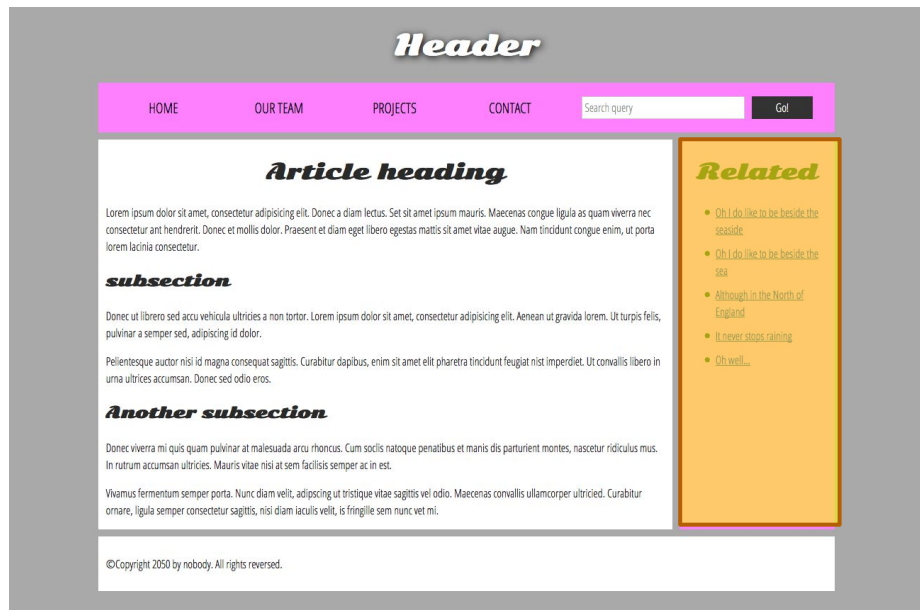 Header
HOME OUR TEAM PROJECTS CONTACT Search query Go!
Article heading
Lorem ipsum dolor sit amet, consectetur adipisicing elit. Donec a diam lectus. Set sit amet ipsum mauris. Maecenas congue ligula as quam viverra nec
consectetur ant hendrerit. Donec et mollis dolor. Praesent et diam eget libero egestas mattis sit amet vitae augue. Nam tincidunt congue enim, ut porta
lorem lacinia consectetur.
subsection
Donec ut librero sed accu vehicula ultricies a non tortor. Lorem ipsum dolor sit amet, consectetur adipisicing elit. Aenean ut gravida lorem. Ut turpis felis,
pulvinar a semper sed, adipiscing id dolor.
Pelientesque auctor nisi id magna consequat sagittis. Curabitur dapibus, enim sit amet elit pharetra tincidunt feugiat nist imperdiet. Ut convallis libero in
urna ultrices accumsan. Donec sed odio eros.
Another subsection
Donec viverra mi quis quam pulvinar at malesuada arcu rhoncus. Cum soclis natoque penatibus et manis dis parturient montes, nascetur ridiculus mus.
In rutrum accumsan ultricies. Mauris vitae nisi at sem facilisis semper ac in est.
Vivamus fermentum semper porta. Nunc diam velit, adipscing ut tristique vitae sagittis vel odio. Maecenas convallis ullamcorper ultricied. Curabitur
ornare, ligula semper consectetur sagittis, nisi diam iaculis velit, is fringille sem nunc vet mi.
Related
Oh I do like to be beside the
seaside
Oh I do like to be beside the
sea
Although in the North of
England
It never stops raining
Oh well...
©Copyright 2050 by nobody. All rights reversed.